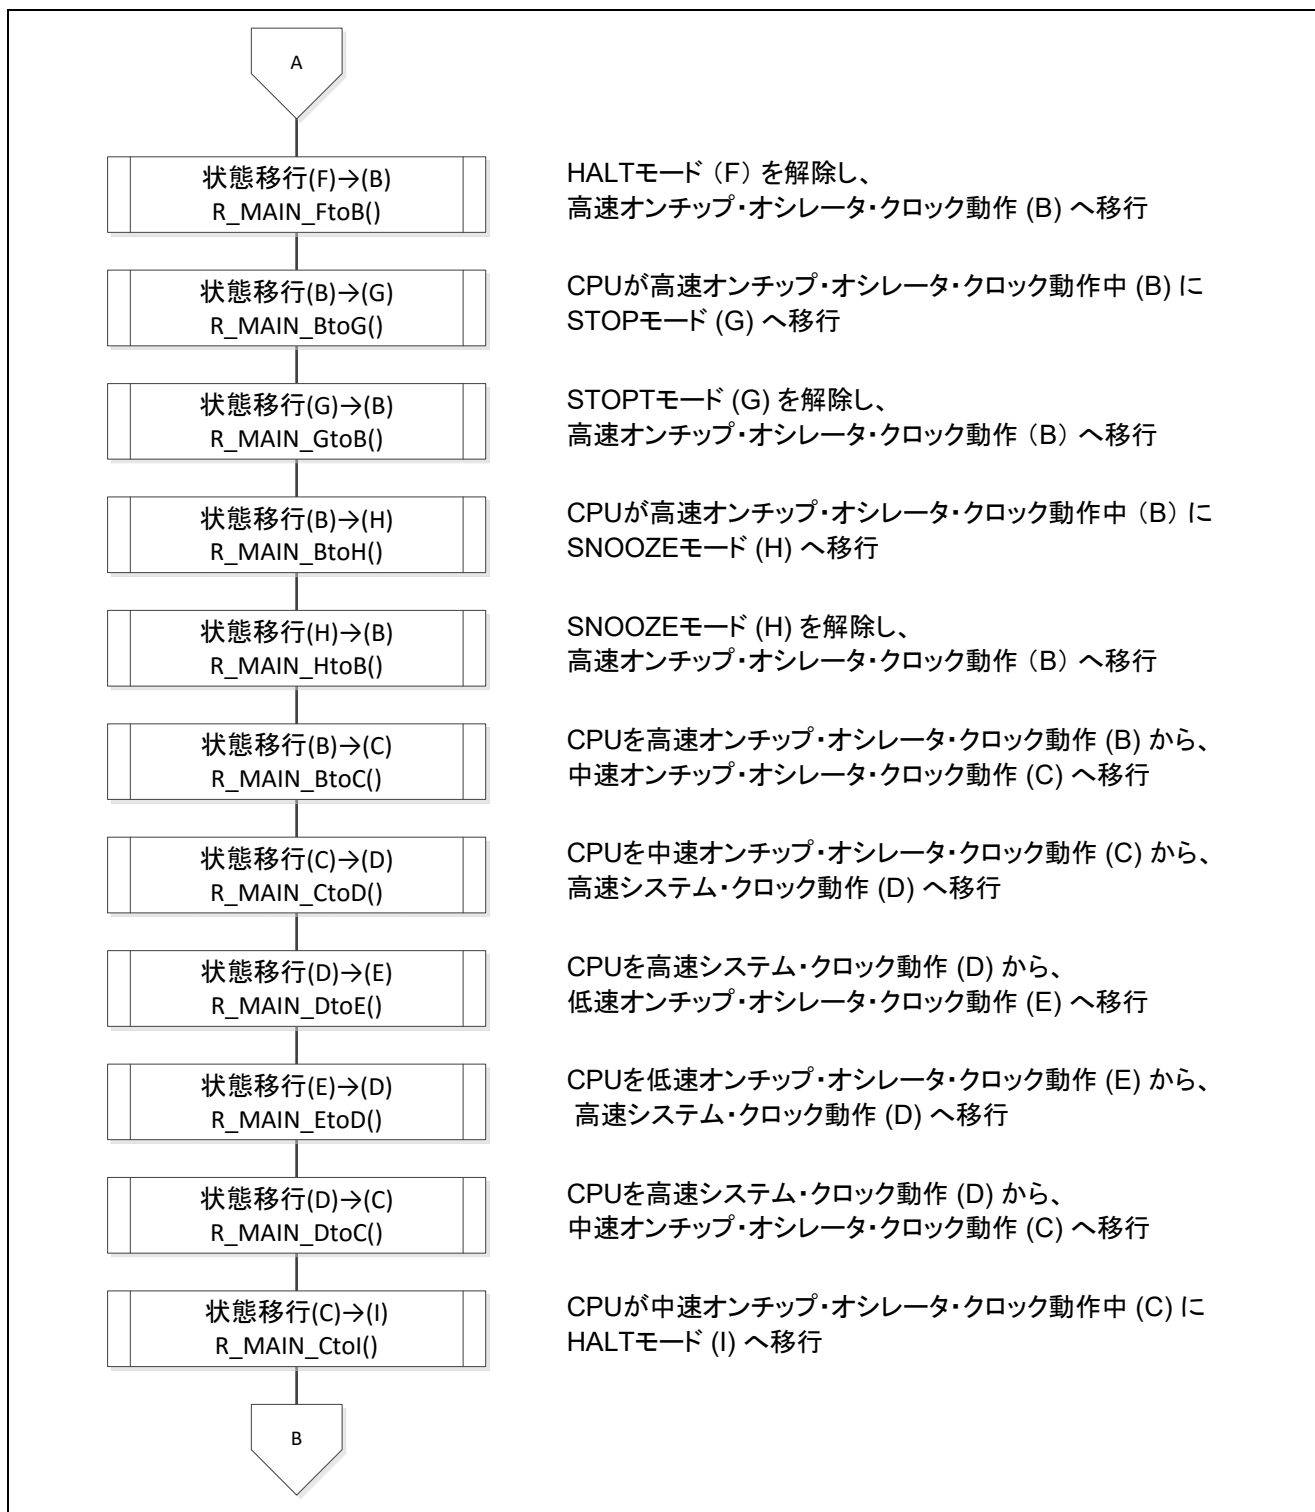 A
状態移行(F)→(B)
R_MAIN_FtoB()
HALTモード（F）を解除し、
高速オンチップ・オシレータ・クロック動作 (B) へ移行
状態移行(B)→(G)
R_MAIN_BtoG()
CPUが高速オンチップ・オシレータ・クロック動作中 (B) に
STOPモード (G) へ移行
状態移行(G)→(B)
R_MAIN_GtoB()
STOPTモード (G) を解除し、
高速オンチップ・オシレータ・クロック動作（B）へ移行
状態移行(B)→(H)
R_MAIN_BtoH()
CPUが高速オンチップ・オシレータ・クロック動作中（B）に
SNOOZEモード (H) へ移行
状態移行(H)→(B)
R_MAIN_HtoB()
SNOOZEモード (H) を解除し、
高速オンチップ・オシレータ・クロック動作（B）へ移行
状態移行(B)→(C)
R_MAIN_BtoC()
CPUを高速オンチップ・オシレータ・クロック動作 (B) から、
中速オンチップ・オシレータ・クロック動作 (C) へ移行
状態移行(C)→(D)
R_MAIN_CtoD()
CPUを中速オンチップ・オシレータ・クロック動作 (C) から、
高速システム・クロック動作 (D) へ移行
状態移行(D)→(E)
R_MAIN_DtoE()
CPUを高速システム・クロック動作 (D) から、
低速オンチップ・オシレータ・クロック動作 (E) へ移行
状態移行(E)→(D)
R_MAIN_EtoD()
CPUを低速オンチップ・オシレータ・クロック動作 (E) から、
高速システム・クロック動作 (D) へ移行
状態移行(D)→(C)
R_MAIN_DtoC()
CPUを高速システム・クロック動作 (D) から、
中速オンチップ・オシレータ・クロック動作 (C) へ移行
状態移行(C)→(I)
R_MAIN_CtoI()
CPUが中速オンチップ・オシレータ・クロック動作中 (C) に
HALTモード (I) へ移行
B